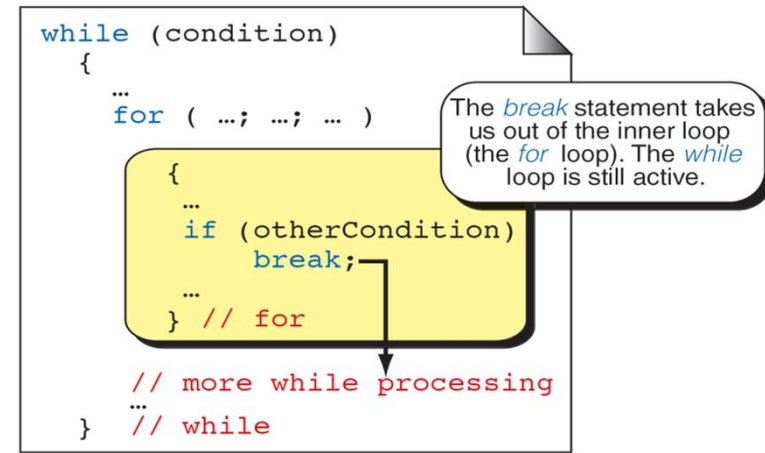 while (condition)
{
…
for ( …; …; … )
{
…
if (otherCondition)
break;
…
} // for
// more while processing
…
} // while
The break statement takes
us out of the inner loop
(the for loop). The while
loop is still active.